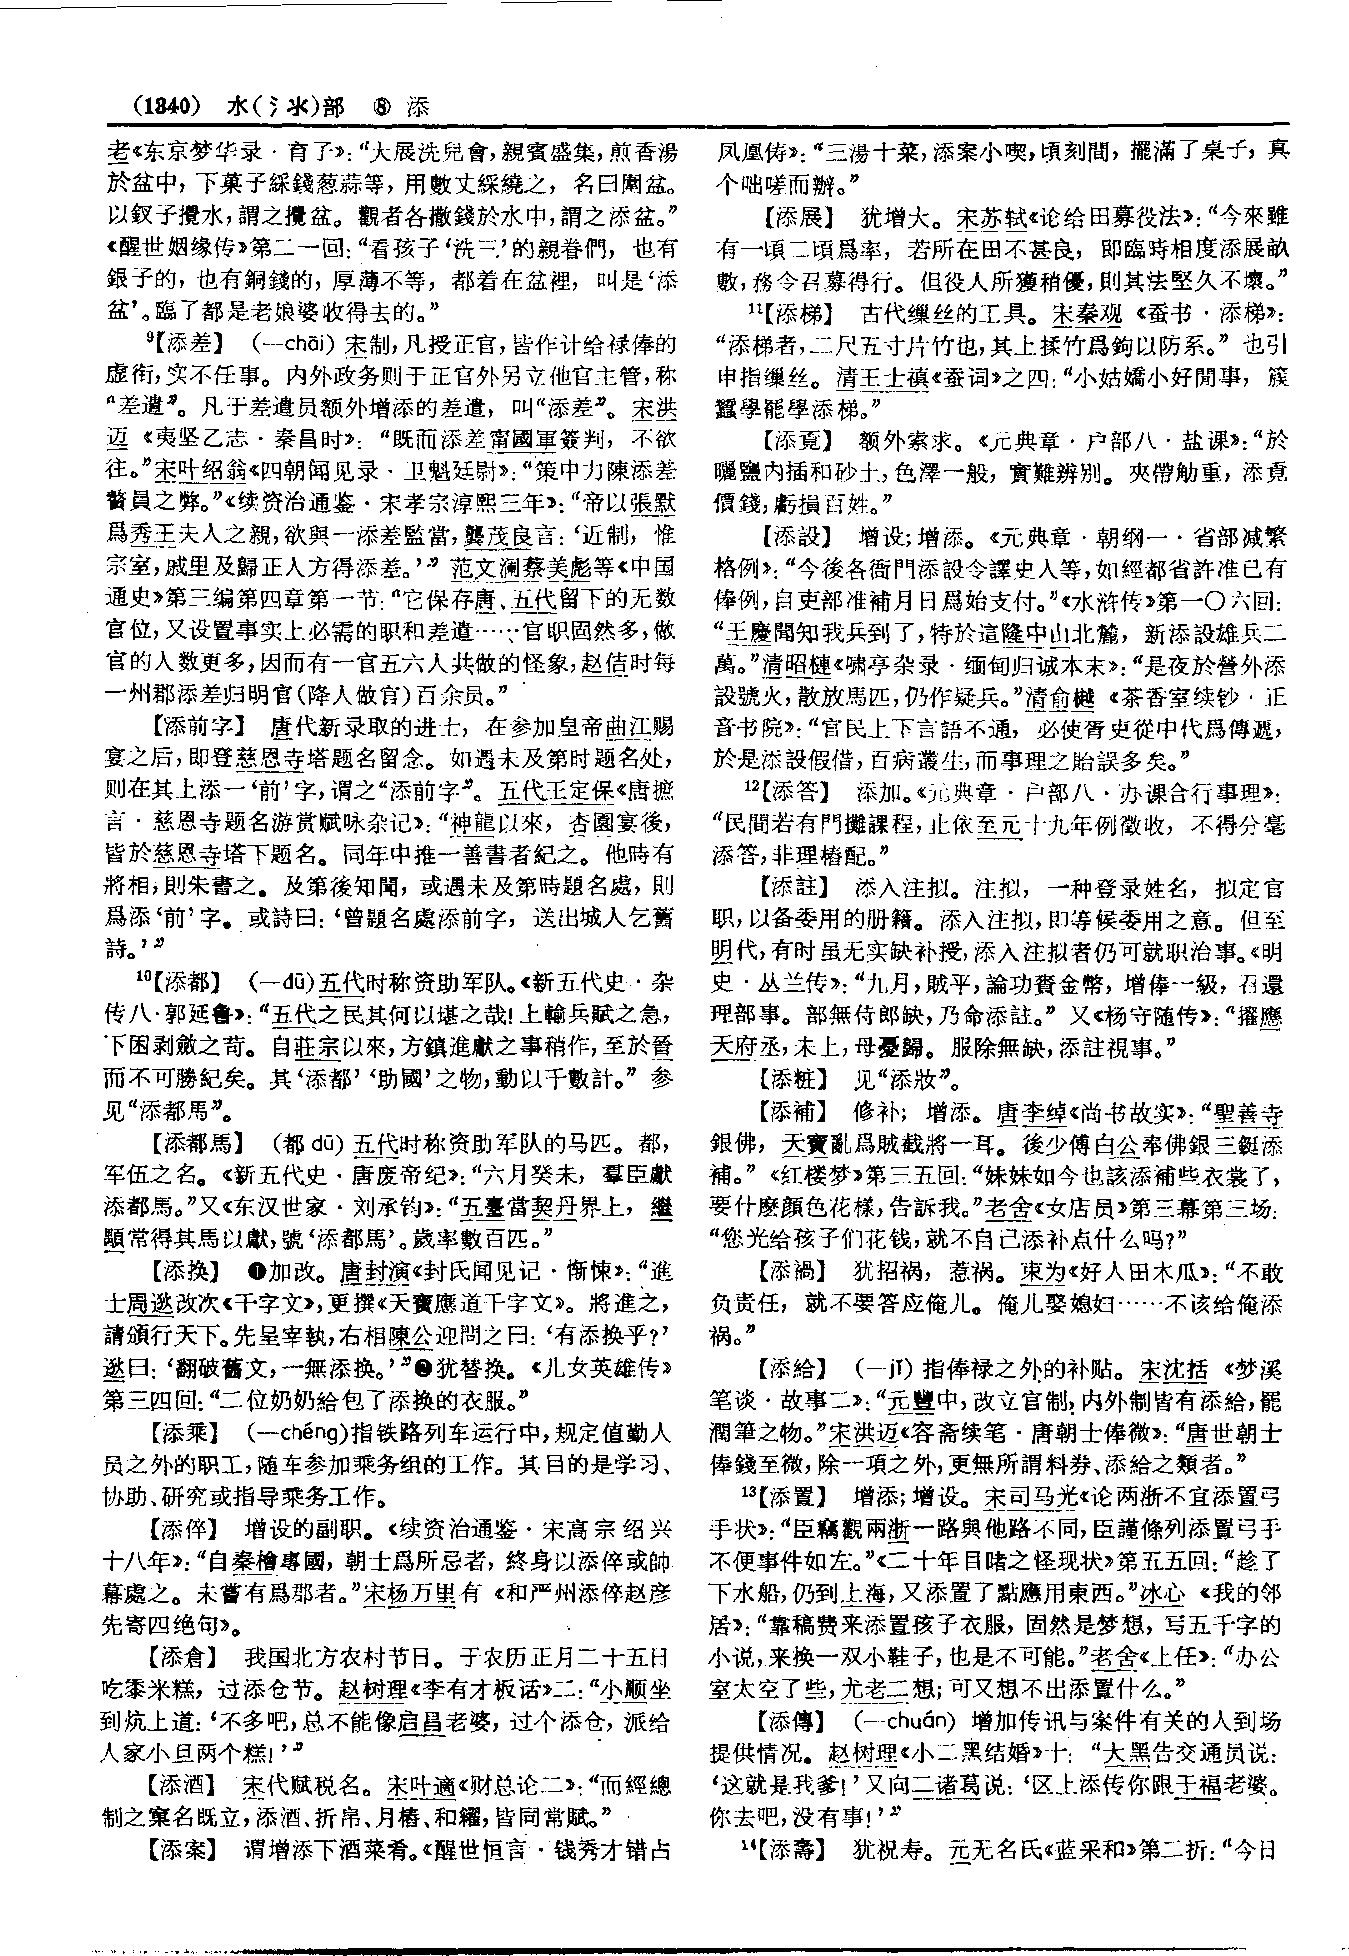 (1340) 水(氵氺)部 ⑧ 添
老《东京梦华录·育子》:“大展洗兒會,親賓盛集,煎香湯
於盆中,下菓子綵錢葱蒜等,用數丈綵繞之,名曰圍盆。
以釵子攪水,謂之攪盆。觀者各撒錢於水中,謂之添盆。”
《醒世姻缘传》第二一回:“看孩子‘洗三’的親眷們,也有
銀子的,也有銅錢的,厚薄不等,都着在盆裡,叫是‘添
盆’。臨了都是老娘婆收得去的。”
9【添差】 (—chāi) 宋制,凡授正官,皆作计给禄俸的
虚衔,实不任事。内外政务则于正官外另立他官主管,称
“差遣”。凡于差遣员额外增添的差遣,叫“添差”。宋洪
迈《夷坚乙志·秦昌时》:“既而添差甯國軍簽判,不欲
往。”宋叶绍翁《四朝闻见录·卫魁廷尉》:“策中力陳添差
贅員之弊。”《续资治通鉴·宋孝宗淳熙三年》:“帝以張默
爲秀王夫人之親,欲與一添差監當,龔茂良言:‘近制,惟
宗室,戚里及歸正人方得添差。’” 范文澜蔡美彪等《中国
通史》第三编第四章第一节:“它保存唐、五代留下的无数
官位,又设置事实上必需的职和差遣……官职固然多,做
官的人数更多,因而有一官五六人共做的怪象,赵佶时每
一州郡添差归明官(降人做官)百余员。”
【添前字】 唐代新录取的进士,在参加皇帝曲江赐
宴之后,即登慈恩寺塔题名留念。如遇未及第时题名处,
则在其上添一‘前’字,谓之“添前字”。五代王定保《唐摭
言·慈恩寺题名游赏赋咏杂记》:“神龍以來,杏園宴後,
皆於慈恩寺塔下題名。同年中推一善書者紀之。他時有
將相,則朱書之。及第後知聞,或遇未及第時題名處,則
爲添‘前’字。或詩曰:‘曾題名處添前字,送出城人乞舊
詩。’”
10【添都】 (—dū)五代时称资助军队。《新五代史·杂
传八·郭延鲁》:“五代之民其何以堪之哉!上輸兵賦之急,
下困剥斂之苛。自莊宗以來,方鎮進獻之事稍作,至於晉
而不可勝紀矣。其‘添都’‘助國’之物,動以千數計。”参
见“添都馬”。
【添都馬】 (都 dū) 五代时称资助军队的马匹。都,
军伍之名。《新五代史·唐废帝纪》:“六月癸未,羣臣獻
添都馬。”又《东汉世家·刘承钧》:“五臺當契丹界上,繼
顒常得其馬以獻,號‘添都馬’。歲率數百匹。”
【添换】 ❶加改。唐封演《封氏闻见记·惭悚》:“進
士周逖改次《千字文》,更撰《天寶應道千字文》。將進之,
請頒行天下。先呈宰執,右相陳公迎問之曰:‘有添换乎?’
逖曰:‘翻破舊文,一無添换。’”❷犹替换。《儿女英雄传》
第三四回:“二位奶奶給包了添换的衣服。”
【添乘】 (—chéng)指铁路列车运行中,规定值勤人
员之外的职工,随车参加乘务组的工作。其目的是学习、
协助、研究或指导乘务工作。
【添倅】 增设的副职。《续资治通鉴·宋高宗绍兴
十八年》:“自秦檜專國,朝士爲所忌者,終身以添倅或帥
幕處之。未嘗有爲郡者。”宋杨万里有《和严州添倅赵彦
先寄四绝句》。
【添倉】 我国北方农村节日。于农历正月二十五日
吃黍米糕,过添仓节。赵树理《李有才板话》二:“小顺坐
到炕上道:‘不多吧,总不能像启昌老婆,过个添仓,派给
人家小旦两个糕!’”
【添酒】 宋代赋税名。宋叶適《财总论二》:“而經總
制之窠名既立,添酒、折帛、月樁、和糴,皆同常賦。”
【添案】 谓增添下酒菜肴。《醒世恒言·钱秀才错占
凤凰俦》:“三湯十菜,添案小喫,頃刻間,擺滿了桌子,真
个咄嗟而辦。”
【添展】 犹增大。宋苏轼《论给田募役法》:“今來雖
有一頃二頃爲率,若所在田不甚良,即臨時相度添展畝
數,務令召募得行。但役人所獲稍優,則其法堅久不壞。”
11【添梯】 古代缫丝的工具。宋秦观《蚕书·添梯》:
“添梯者,二尺五寸片竹也,其上揉竹爲鉤以防系。”也引
申指缫丝。清王士禛《蚕词》之四:“小姑嬌小好閒事,簇
蠶學罷學添梯。”
【添覔】 额外索求。《元典章·户部八·盐课》:“於
曬鹽内插和砂土,色澤一般,實難辨别。夾帶觔重,添覔
價錢,虧損百姓。”
【添設】 增设;增添。《元典章·朝纲一·省部减繁
格例》:“今後各衙門添設令譯史人等,如經都省許准已有
俸例,自吏部准補月日爲始支付。”《水浒传》第一〇六回:
“王慶聞知我兵到了,特於這隆中山北麓,新添設雄兵二
萬。”清昭槤《啸亭杂录·缅甸归诚本末》:“是夜於營外添
設號火,散放馬匹,仍作疑兵。”清俞樾《茶香室续钞·正
音书院》:“官民上下言語不通,必使胥吏從中代爲傳遞,
於是添設假借,百病叢生,而事理之貽誤多矣。”
12【添答】 添加。《元典章·户部八·办课合行事理》:
“民間若有門攤課程,止依至元十九年例徵收,不得分毫
添答,非理樁配。”
【添註】 添入注拟。注拟,一种登录姓名,拟定官
职,以备委用的册籍。添入注拟,即等候委用之意。但至
明代,有时虽无实缺补授,添入注拟者仍可就职治事。《明
史·丛兰传》:“九月,賊平,論功賚金幣,增俸一級,召還
理部事。部無侍郎缺,乃命添註。”又《杨守随传》:“擢應
天府丞,未上,母憂歸。服除無缺,添註視事。”
【添粧】 见“添妝”。
【添補】 修补;增添。唐李绰《尚书故实》:“聖善寺
銀佛,天寶亂爲賊截將一耳。後少傅白公奉佛銀三鋌添
補。”《红楼梦》第三五回:“妹妹如今也該添補些衣裳了,
要什麽顔色花樣,告訴我。”老舍《女店员》第三幕第三场:
“您光给孩子们花钱,就不自己添补点什么吗?”
【添禍】 犹招祸,惹祸。束为《好人田木瓜》:“不敢
负责任,就不要答应俺儿。俺儿娶媳妇……不该给俺添
祸。”
【添給】 (—jǐ) 指俸禄之外的补贴。宋沈括《梦溪
笔谈·故事二》:“元豐中,改立官制,内外制皆有添給,罷
潤筆之物。”宋洪迈《容斋续笔·唐朝士俸微》:“唐世朝士
俸錢至微,除一項之外,更無所謂料券、添給之類者。”
13【添置】 增添;增设。宋司马光《论两浙不宜添置弓
手状》:“臣竊觀兩浙一路與他路不同,臣謹條列添置弓手
不便事件如左。”《二十年目睹之怪现状》第五五回:“趁了
下水船,仍到上海,又添置了點應用東西。”冰心《我的邻
居》:“靠稿费来添置孩子衣服,固然是梦想,写五千字的
小说,来换一双小鞋子,也是不可能。”老舍《上任》:“办公
室太空了些,尤老二想;可又想不出添置什么。”
【添傳】 (—chuán) 增加传讯与案件有关的人到场
提供情况。赵树理《小二黑结婚》十:“大黑告交通员说:
‘这就是我爹!’又向二诸葛说:‘区上添传你跟于福老婆。
你去吧,没有事!’”
14【添壽】 犹祝寿。元无名氏《蓝采和》第二折:“今日